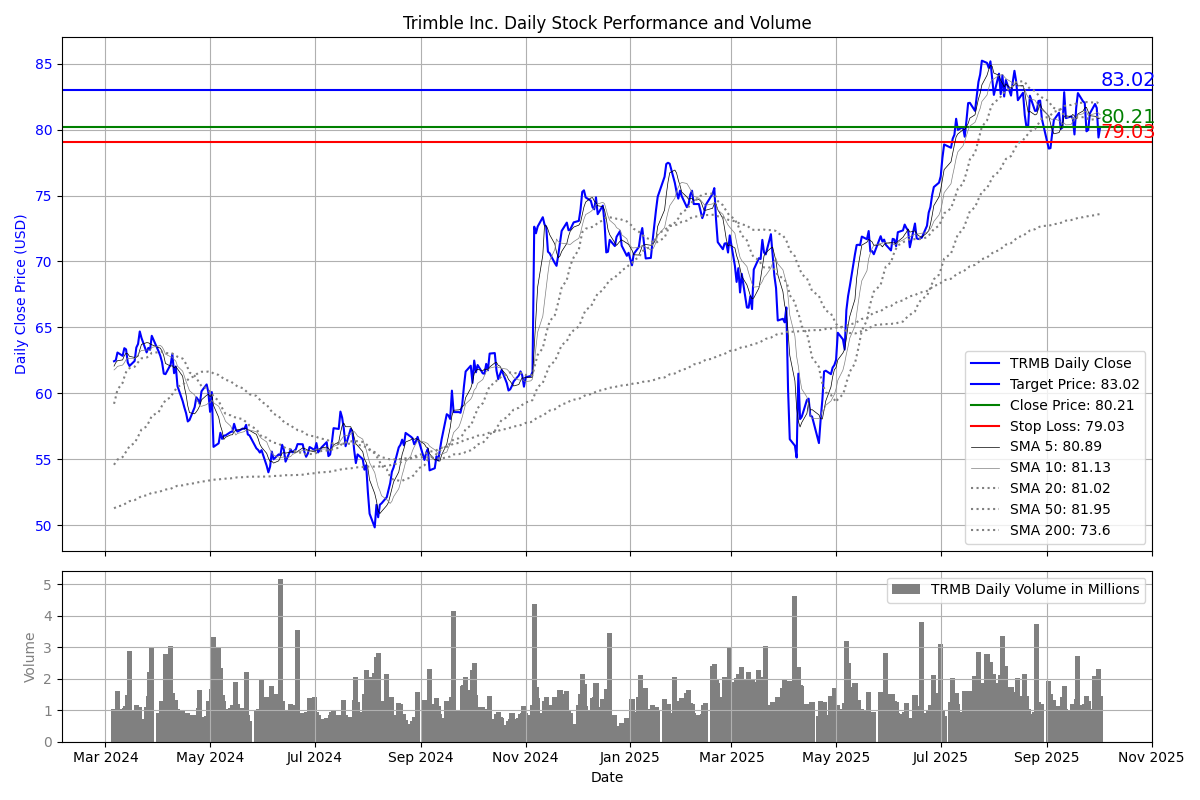 Trimble Inc. Daily Stock Performance and Volume
Daily Close Price (USD)
85
80
75
70
65
60
55
50
83.02
80.21
79.03
TRMB Daily Close
Target Price: 83.02
Close Price: 80.21
Stop Loss: 79.03
SMA 5: 80.89
SMA 10: 81.13
SMA 20: 81.02
SMA 50: 81.95
SMA 200: 73.6
Volume
5
4
3
2
1
0
TRMB Daily Volume in Millions
Mar 2024 May 2024 Jul 2024 Sep 2024 Nov 2024 Jan 2025 Mar 2025 May 2025 Jul 2025 Sep 2025 Nov 2025
Date